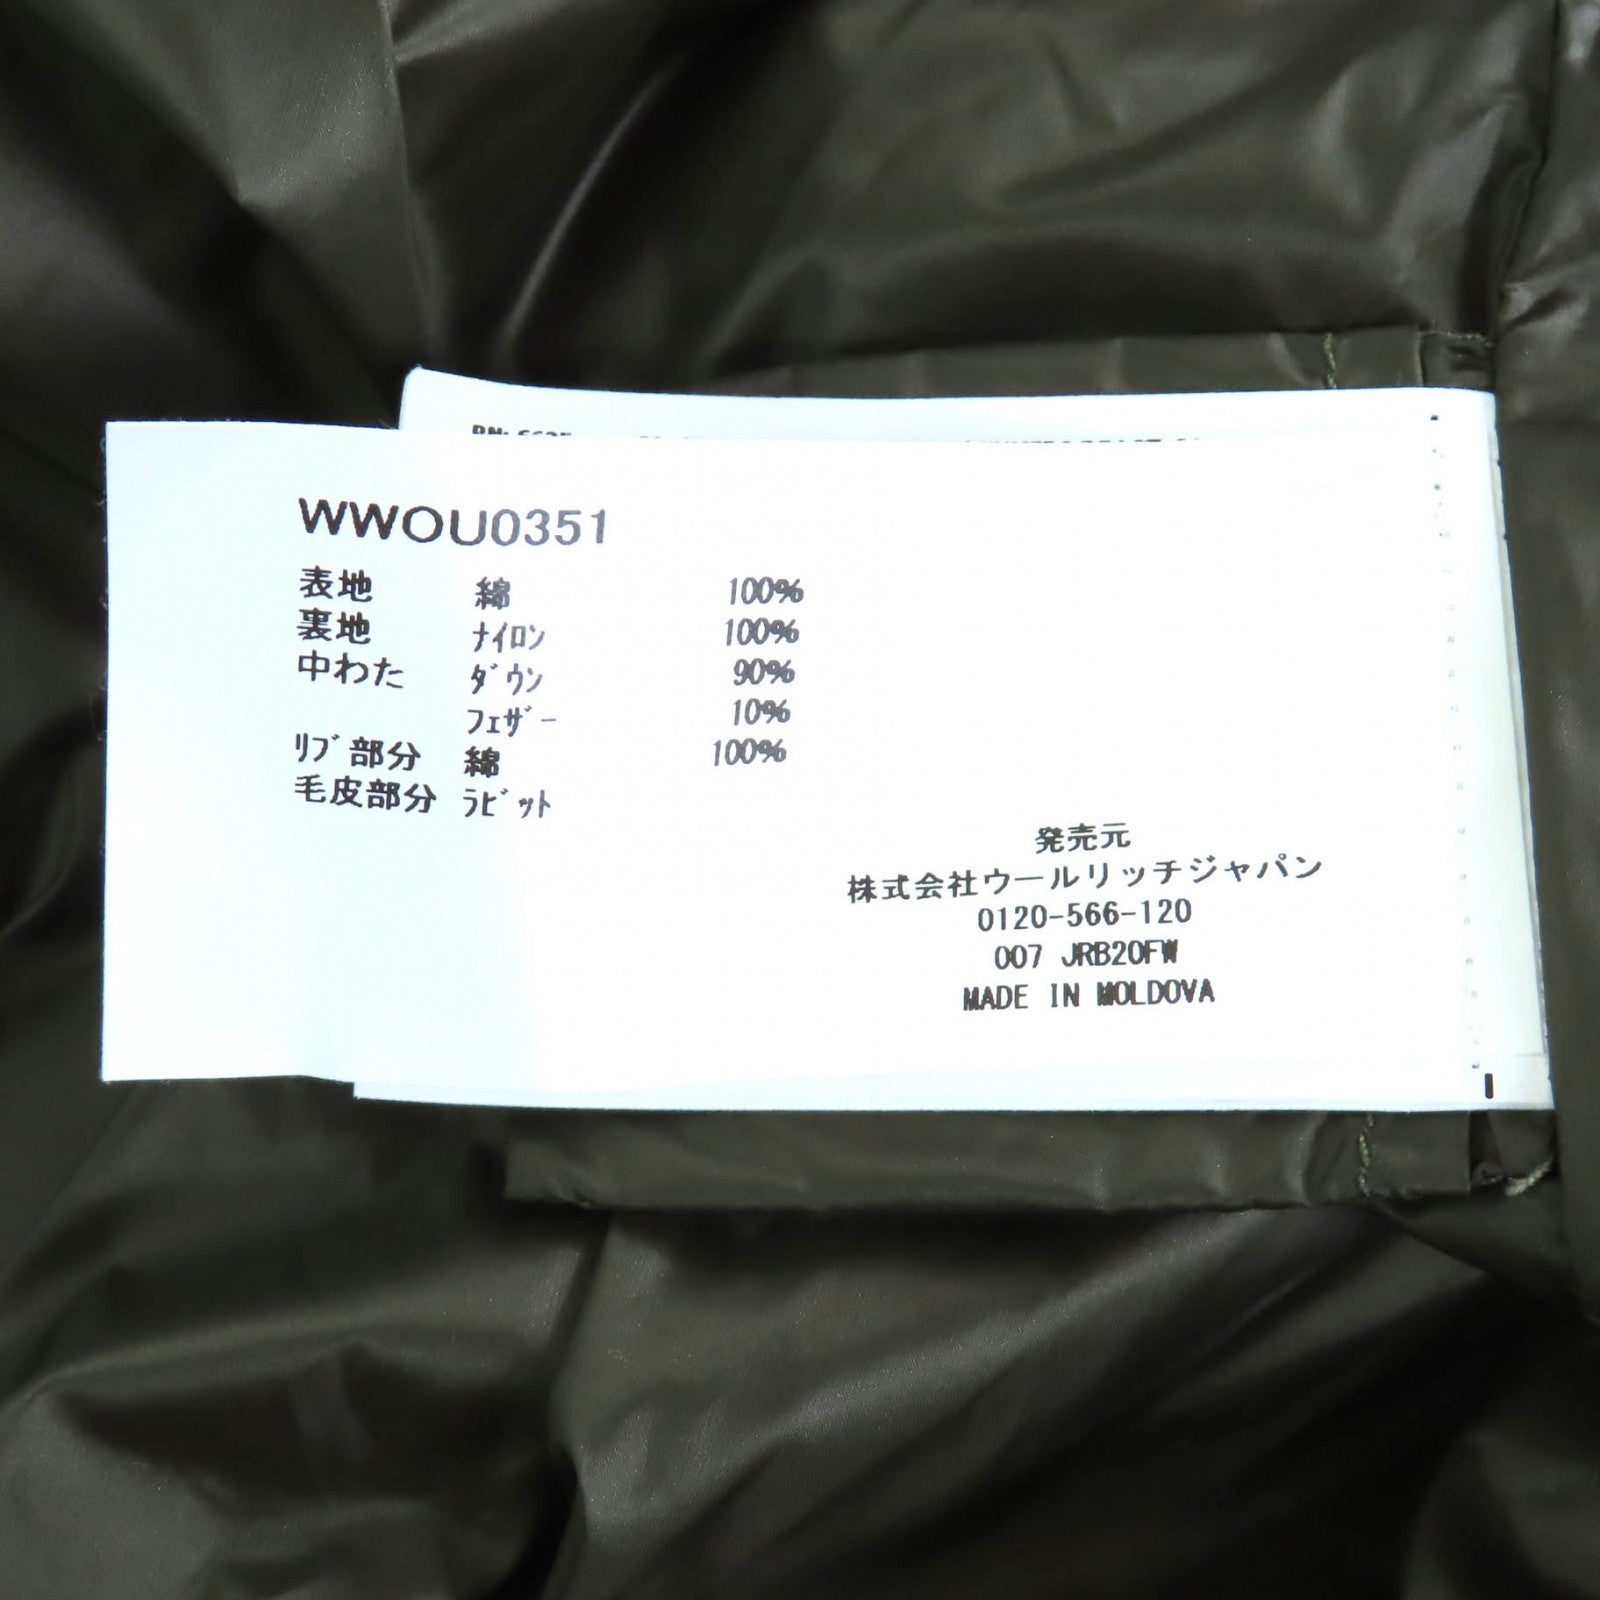 WWOU0351
表地 綿 100%
裏地 ﾅｲﾛﾝ 100%
中わた ﾀﾞｳﾝ 90%
ﾌｪｻﾞｰ 10%
ﾘﾌﾞ部分 綿 100%
毛皮部分 ﾗﾋﾞｯﾄ
発売元
株式会社ウールリッチジャパン
0120-566-120
007 JRB20FW
MADE IN MOLDOVA